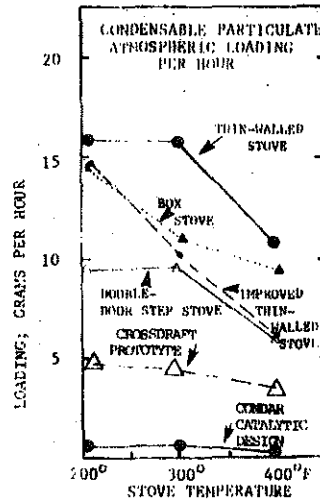 CONDENSABLE PARTICULATE
ATMOSPHERIC LOADING
PER HOUR
20
THIN-WALLED
STOVE
15
BOX
STOVE
10
DOUBLE-
DOOR STEP STOVE
IMPROVED
THIN-
WALLED
STOVE
CROSSDRAFT
PROTOTYPE
5
CONDAR
CATALYTIC
DESIGN
200° 300° 400°F
STOVE TEMPERATURE
LOADING; GRAMS PER HOUR